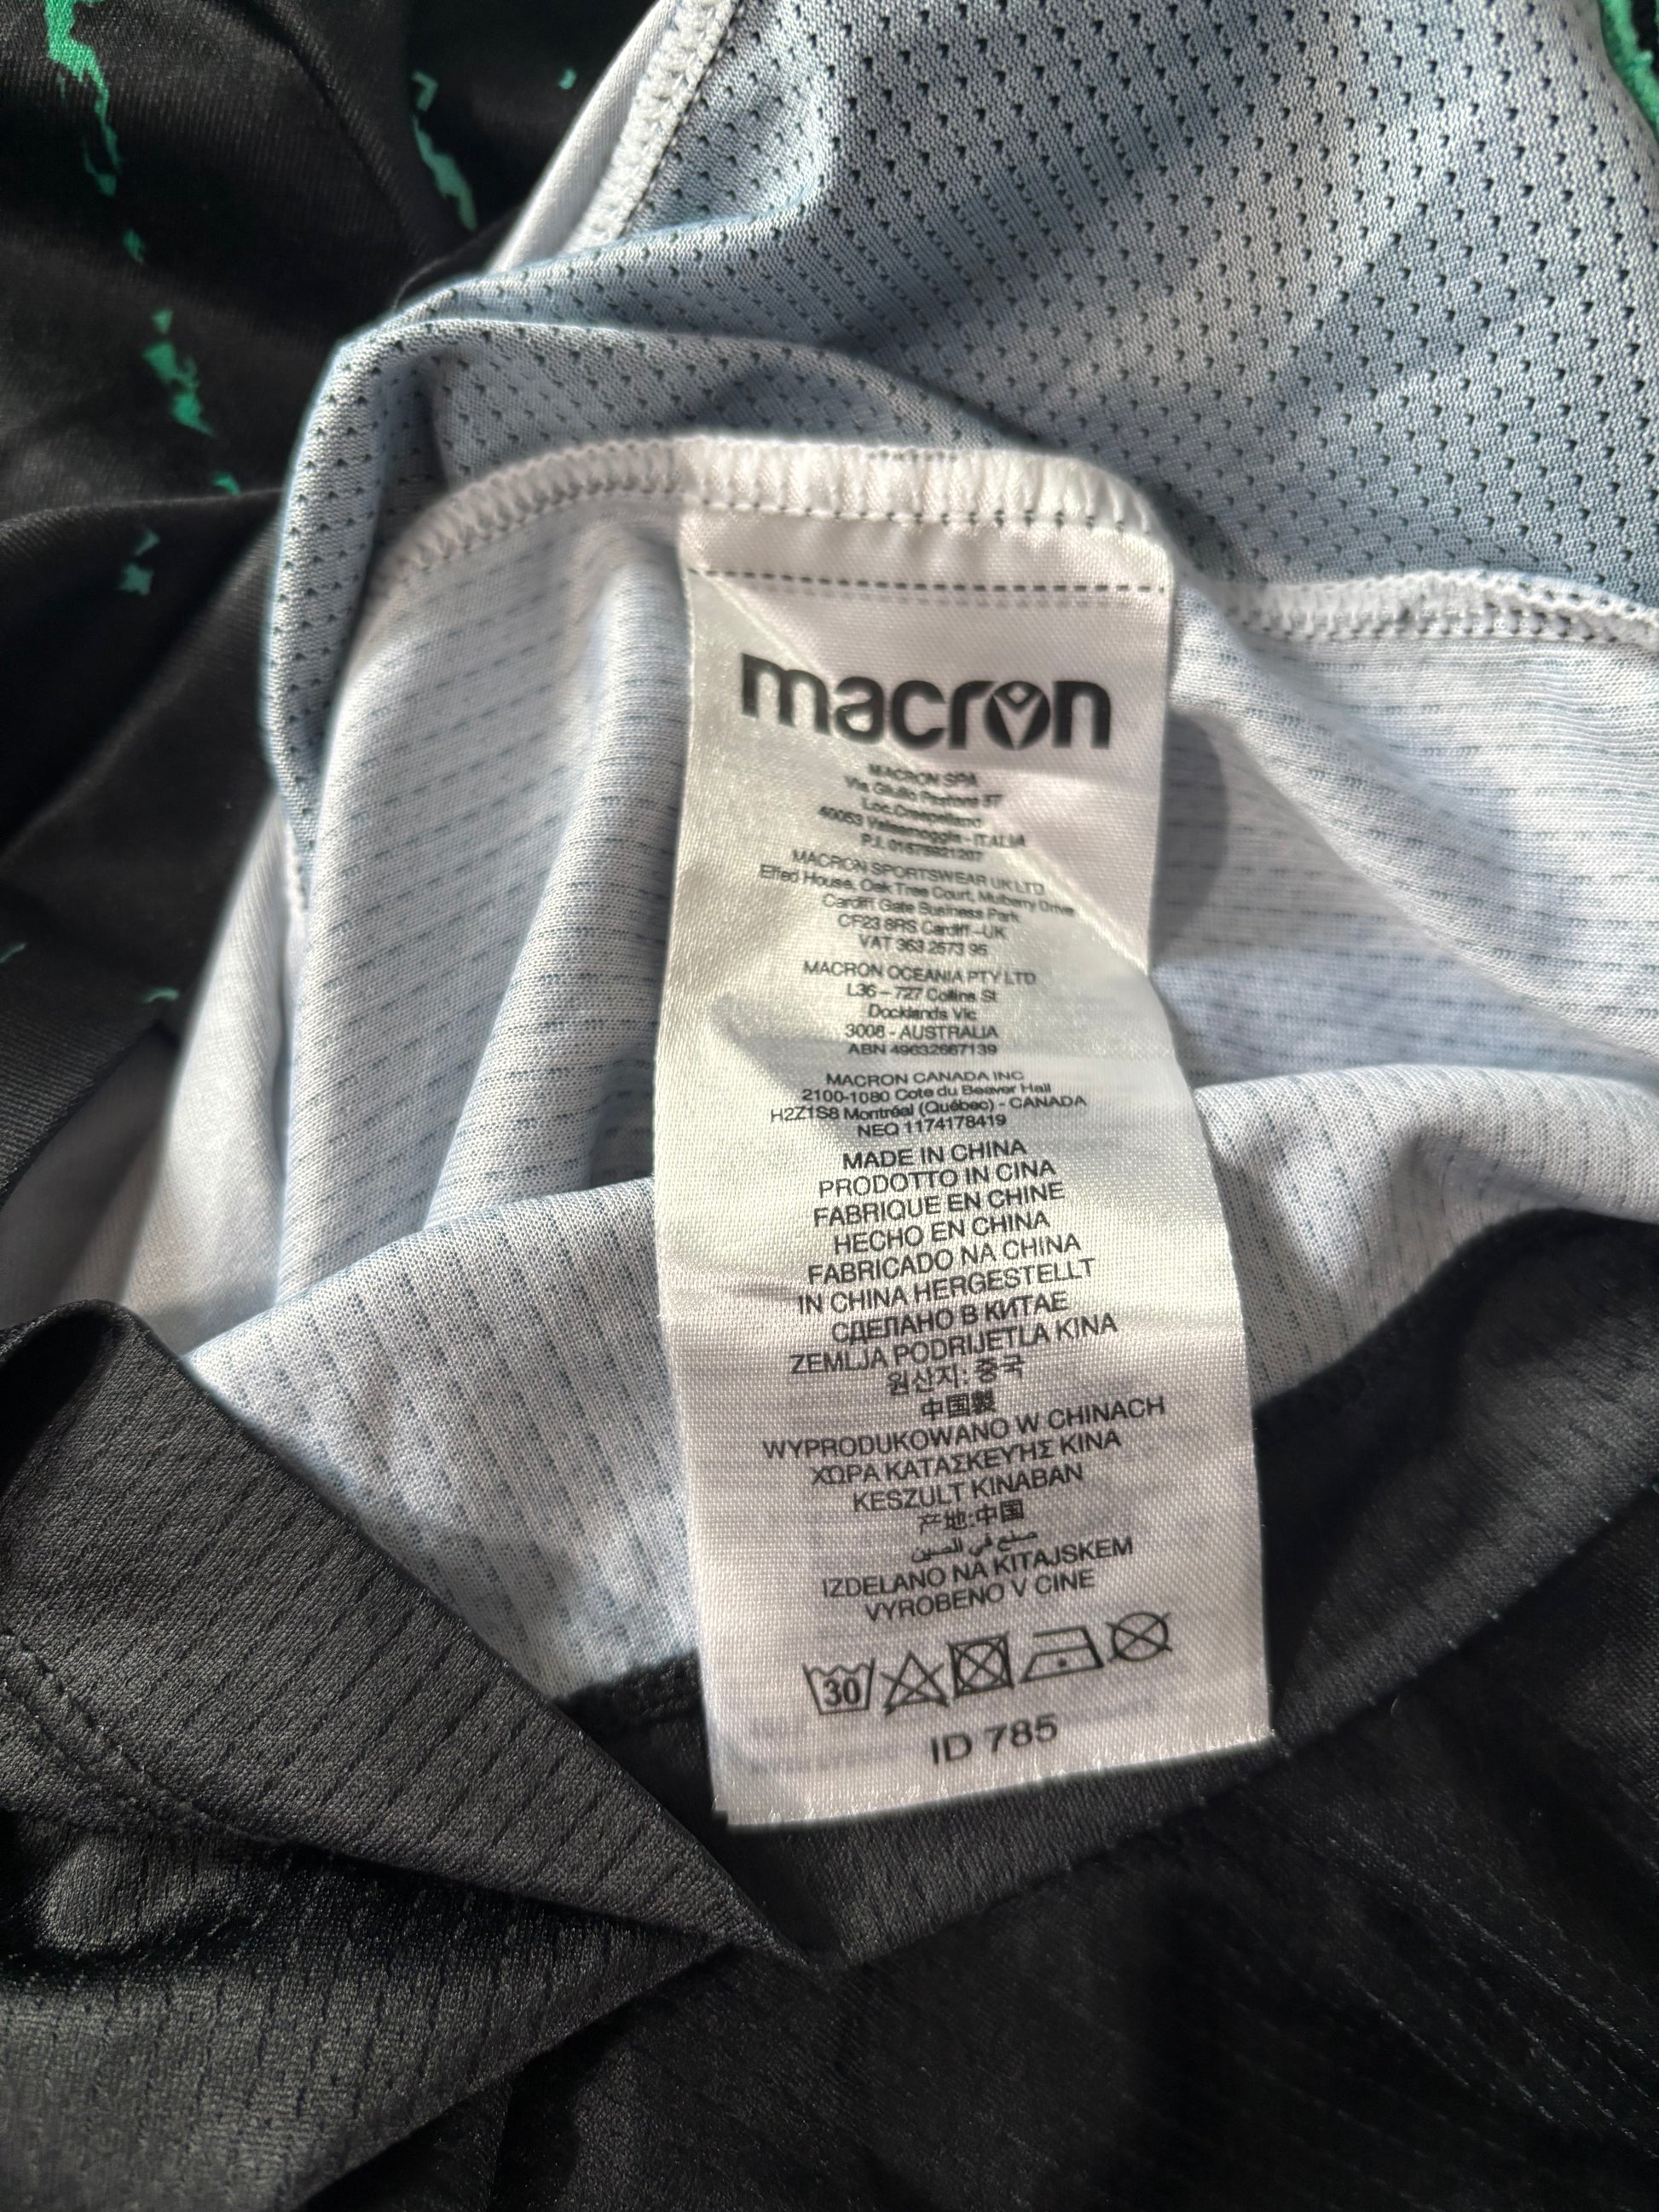 macron
MACRON SPA
Via Giulio Pastore 37
Loc.Crespellano
40053 Valsamoggia - ITALIA
P.I. 01678821207
MACRON SPORTSWEAR UK LTD
Effed House, Oak Tree Court, Mulberry Drive
Cardiff Gate Business Park
CF23 8RS Cardiff -UK
VAT 363 2573 95
MACRON OCEANIA PTY LTD
L36 – 727 Collins St
Docklands Vic
3008 - AUSTRALIA
ABN 49632667139
MACRON CANADA INC
2100-1080 Cote du Beaver Hall
H2Z1S8 Montréal (Québec) - CANADA
NEQ 1174178419
MADE IN CHINA
PRODOTTO IN CINA
FABRIQUE EN CHINE
HECHO EN CHINA
FABRICADO NA CHINA
IN CHINA HERGESTELLT
СДЕЛАНО В КИТАЕ
ZEMLJA PODRIJETLA KINA
원산지: 중국
中国製
WYPRODUKOWANO W CHINACH
ΧΩΡΑ ΚΑΤΑΣΚΕΥΉΣ ΚΙΝΑ
KESZULT KINABAN
产地:中国
صنع في الصين
IZDELANO NA KITAJSKEM
VYROBENO V CINE
30
ID 785